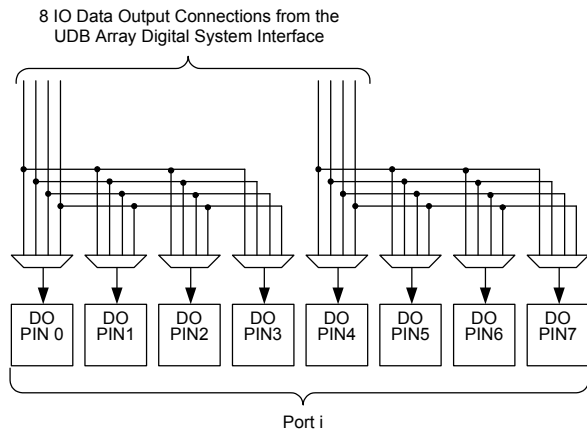 8 IO Data Output Connections from the
UDB Array Digital System Interface
DO DO DO DO DO DO DO DO
PIN 0 PIN1 PIN2 PIN3 PIN4 PIN5 PIN6 PIN7
Port i